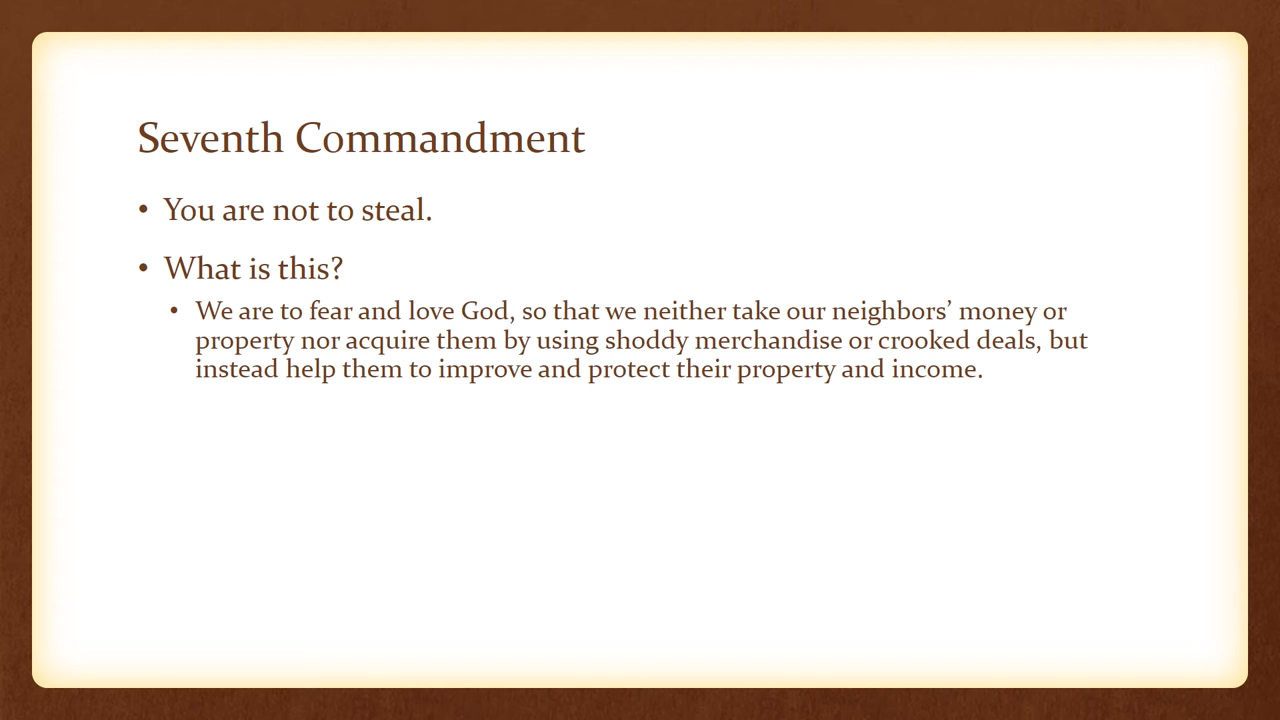 Seventh Commandment
• You are not to steal.
• What is this?
• We are to fear and love God, so that we neither take our neighbors’ money or
property nor acquire them by using shoddy merchandise or crooked deals, but
instead help them to improve and protect their property and income.